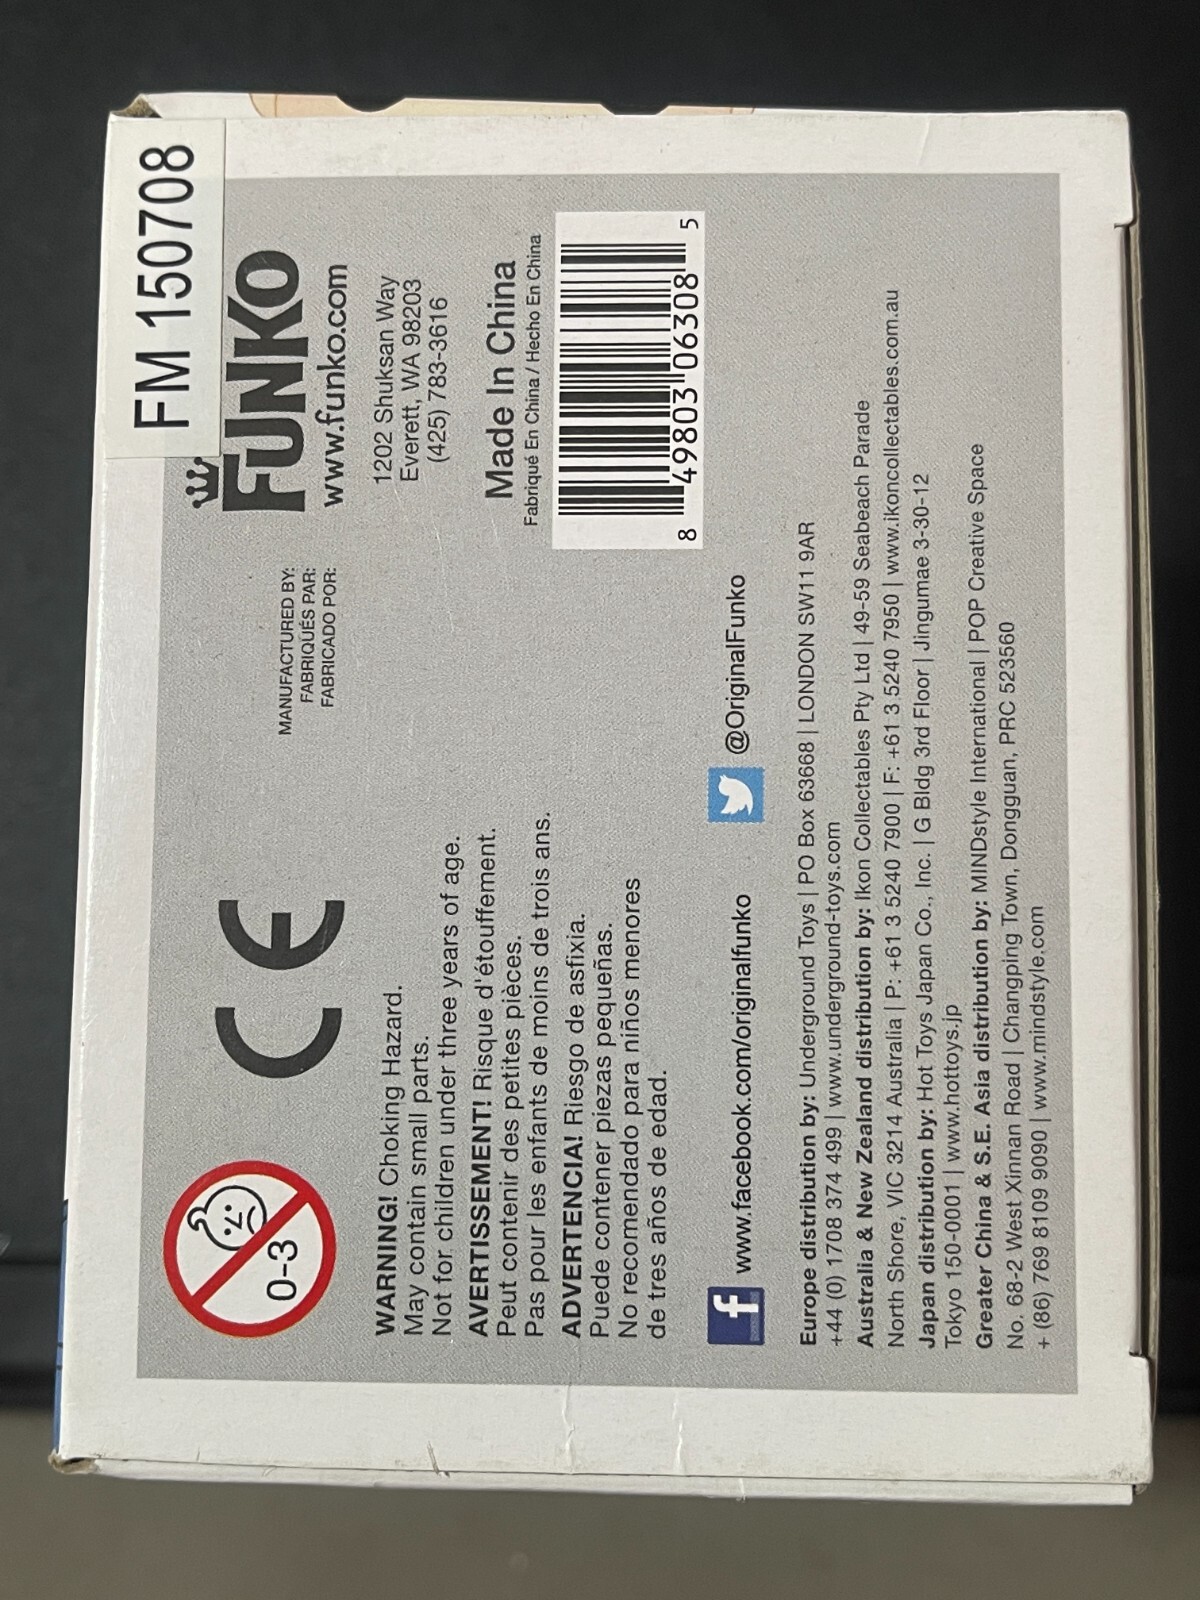 FM 150708
0-3
CE
MANUFACTURED BY:
FABRIQUÉS PAR:
FABRICADO POR:
FUNKO
www.funko.com
1202 Shuksan Way
Everett, WA 98203
(425) 783-3616
Made In China
Fabriqué En China / Hecho En China
8 49803 06308 5
WARNING! Choking Hazard.
May contain small parts.
Not for children under three years of age.
AVERTISSEMENT! Risque d'étouffement.
Peut contenir des petites pièces.
Pas pour les enfants de moins de trois ans.
ADVERTENCIA! Riesgo de asfixia.
Puede contener piezas pequeñas.
No recomendado para niños menores
de tres años de edad.
f www.facebook.com/originalfunko
@OriginalFunko
Europe distribution by: Underground Toys | PO Box 63668 | LONDON SW11 9AR
+44 (0) 1708 374 499 | www.underground-toys.com
Australia & New Zealand distribution by: Ikon Collectables Pty Ltd | 49-59 Seabeach Parade
North Shore, VIC 3214 Australia | P: +61 3 5240 7900 | F: +61 3 5240 7950 | www.ikoncollectables.com.au
Japan distribution by: Hot Toys Japan Co., Inc. | G Bldg 3rd Floor | Jingumae 3-30-12
Tokyo 150-0001 | www.hottoys.jp
Greater China & S.E. Asia distribution by: MINDstyle International | POP Creative Space
No. 68-2 West Xinnan Road | Changping Town, Dongguan, PRC 523560
+ (86) 769 8109 9090 | www.mindstyle.com